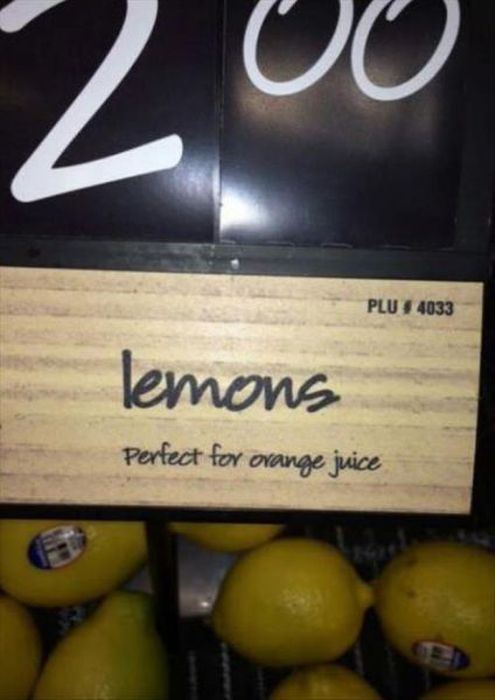 2 00
PLU # 4033
lemons
Perfect for orange juice